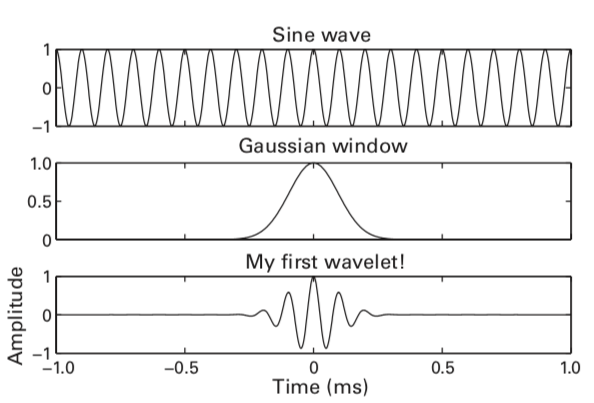 Sine wave
1
0
−1
Gaussian window
1.0
0.5
0
My first wavelet!
1
0
−1
Amplitude
−1.0 −0.5 0 0.5 1.0
Time (ms)